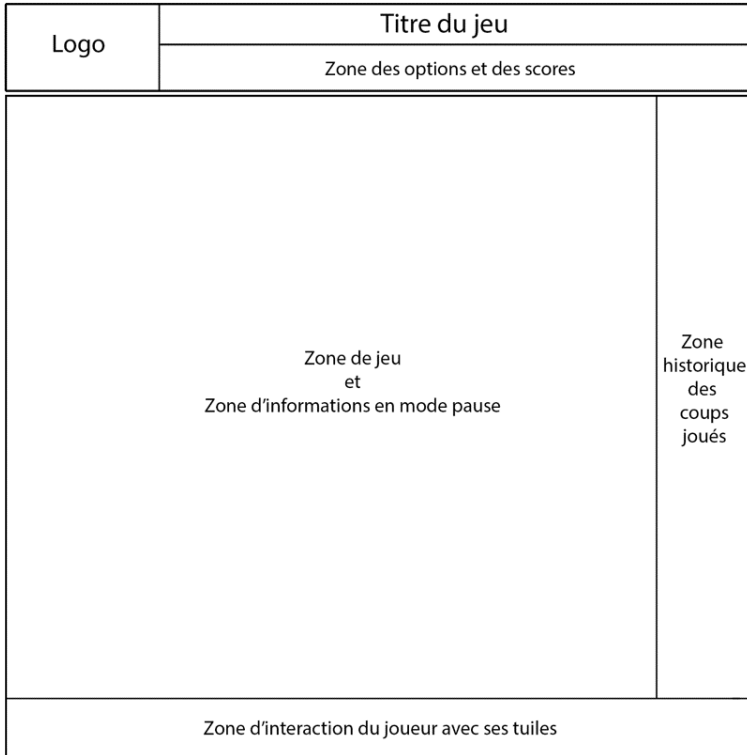 Logo
Titre du jeu
Zone des options et des scores
Zone de jeu
et
Zone d'informations en mode pause
Zone
historique
des
coups
joués
Zone d'interaction du joueur avec ses tuiles